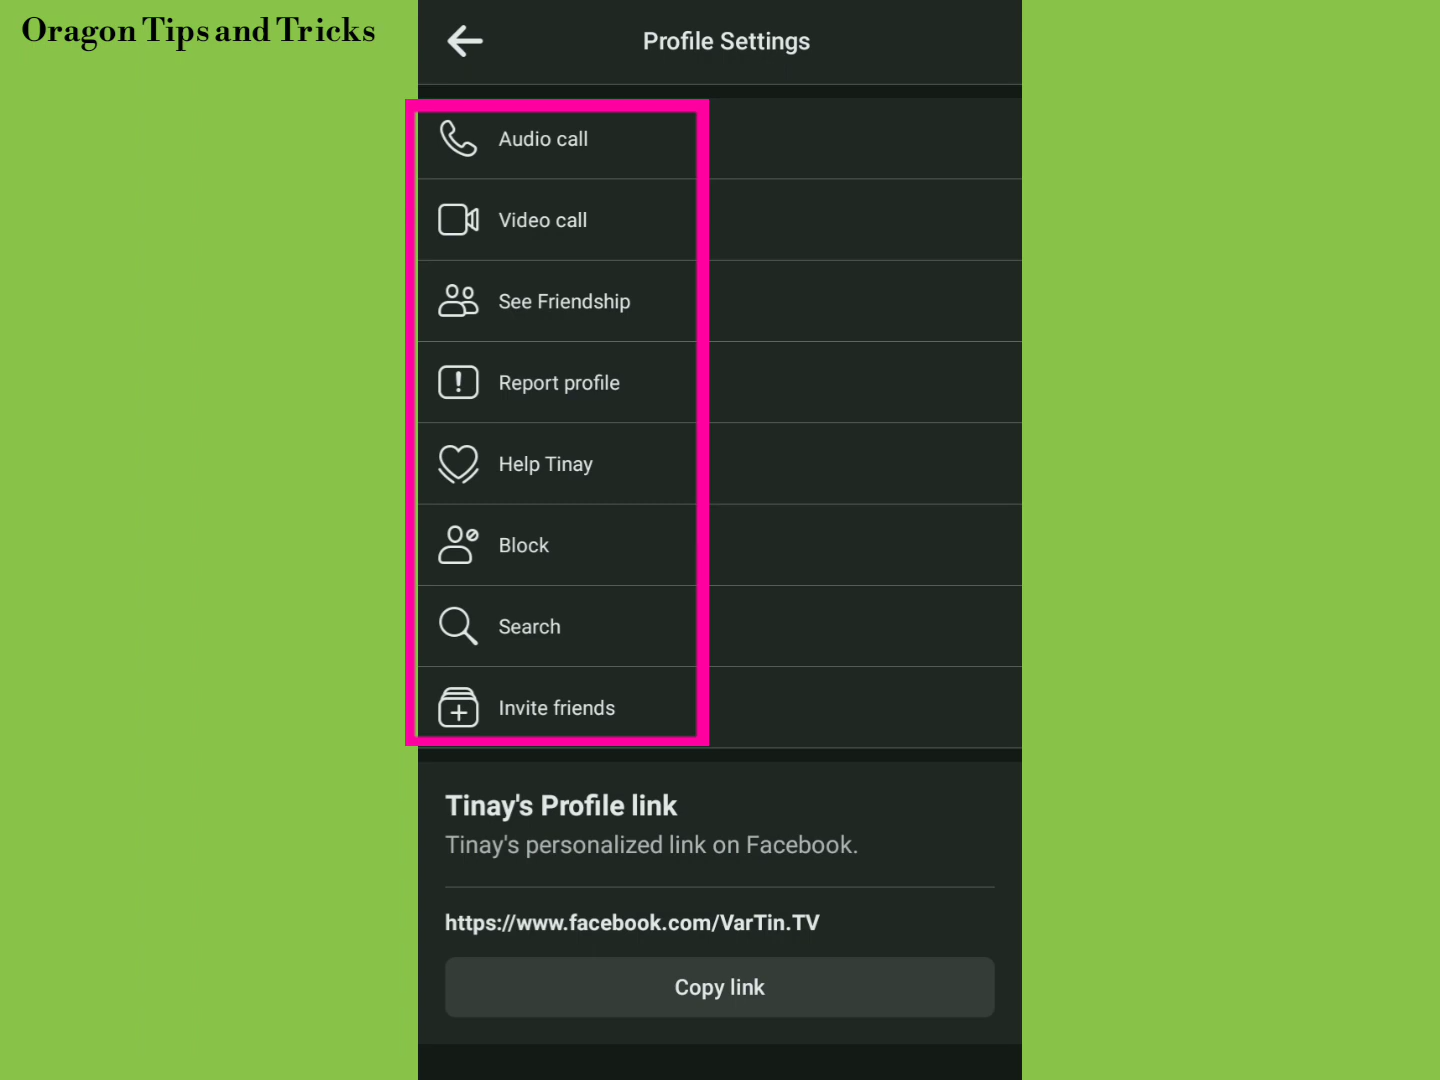 Oragon Tips and Tricks
Profile Settings
Audio call
Video call
See Friendship
Report profile
Help Tinay
Block
Search
Invite friends
Tinay's Profile link
Tinay's personalized link on Facebook.
https://www.facebook.com/VarTin.TV
Copy link